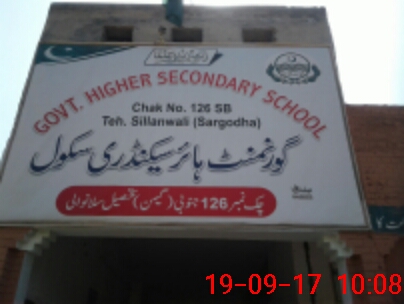 GOVT. HIGHER SECONDARY SCHOOL
Chak No. 126 SB
Teh. Sillanwali (Sargodha)
گورنمنٹ ہائر سیکنڈری سکول
چک نمبر 126 جنوبی (گھسن) تحصیل سلانوالی
19-09-17 10:08